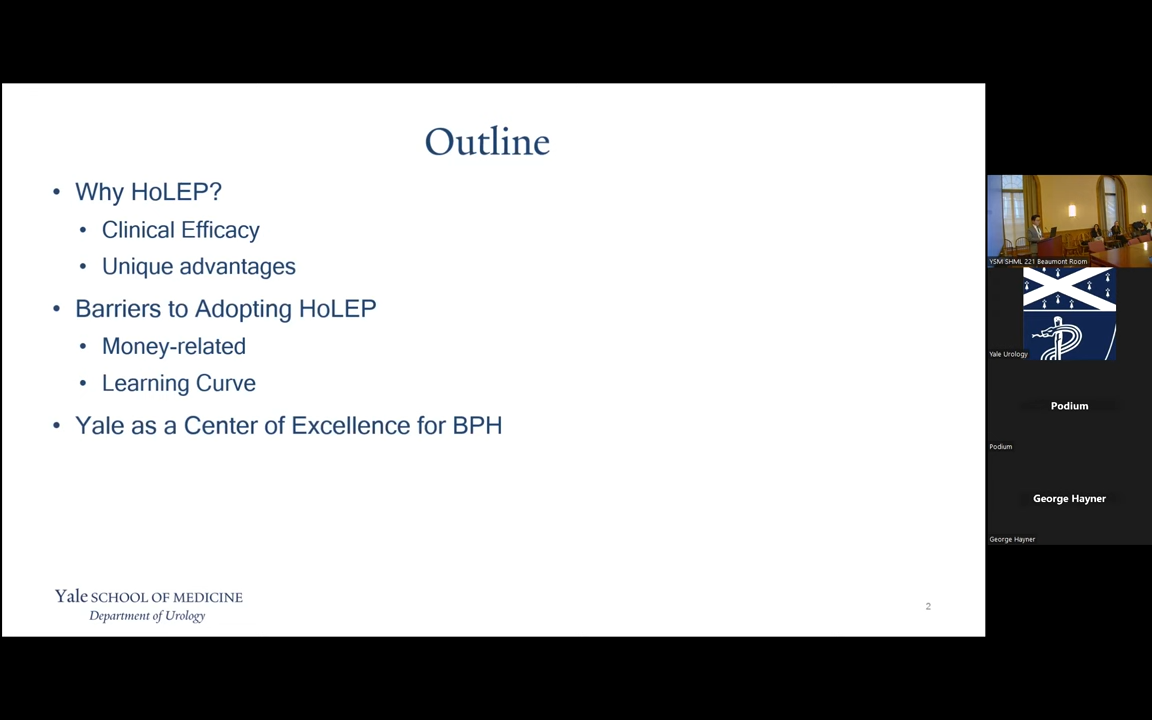 Outline
• Why HoLEP?
• Clinical Efficacy
• Unique advantages
• Barriers to Adopting HoLEP
• Money-related
• Learning Curve
• Yale as a Center of Excellence for BPH
Yale SCHOOL OF MEDICINE
Department of Urology
2
YSM SHML 221 Beaumont Room
Yale Urology
Podium
Podium
George Hayner
George Hayner